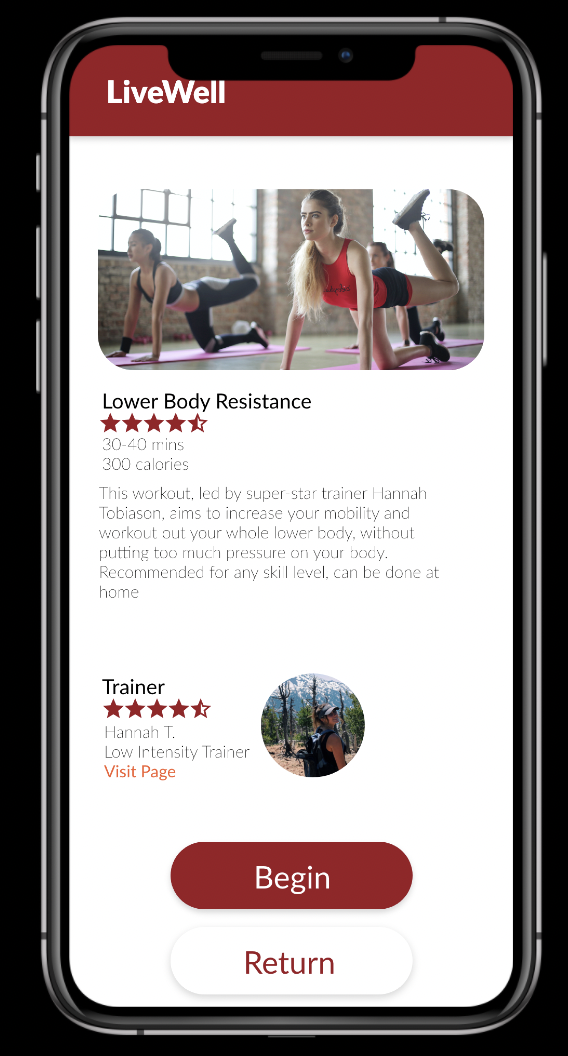 LiveWell
Lower Body Resistance
30-40 mins
300 calories
This workout, led by super-star trainer Hannah
Tobiason, aims to increase your mobility and
workout out your whole lower body, without
putting too much pressure on your body.
Recommended for any skill level, can be done at
home
Trainer
Hannah T.
Low Intensity Trainer
Visit Page
Begin
Return